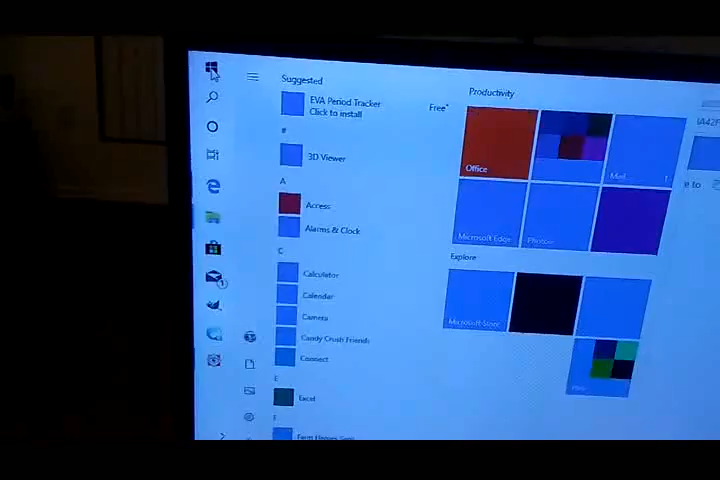 Suggested
EVA Period Tracker
Click to install
Free*
#
3D Viewer
A
Access
Alarms & Clock
C
Calculator
Calendar
Camera
Candy Crush Friends
Connect
E
Excel
F
Productivity
Office
Microsoft Edge
Photos
Explore
Microsoft Store
1